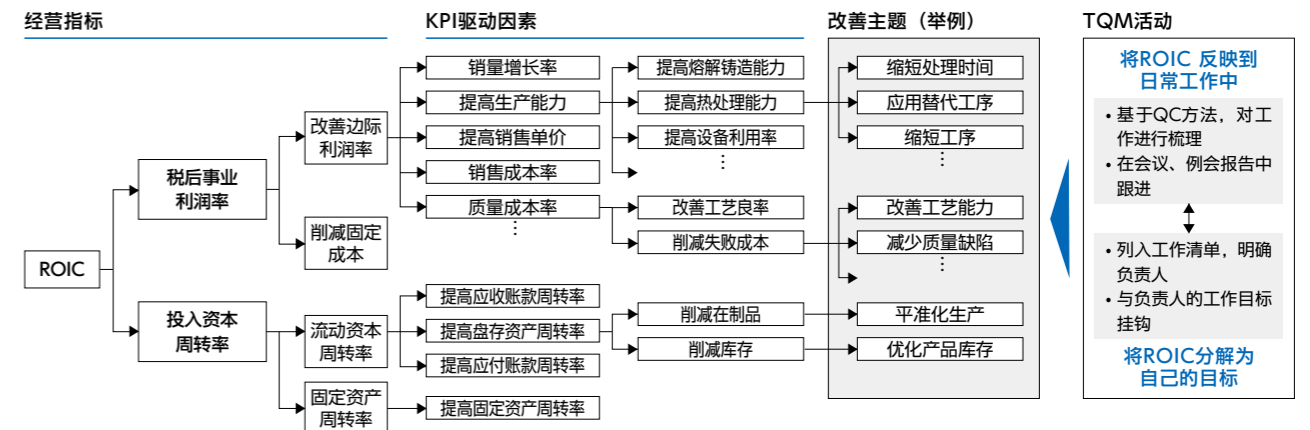 经营指标
KPI驱动因素
改善主题（举例）
TQM活动
ROIC
税后事业
利润率
投入资本
周转率
改善边际
利润率
削减固定
成本
流动资本
周转率
固定资产
周转率
销量增长率
提高生产能力
提高销售单价
销售成本率
质量成本率
⋮
提高应收账款周转率
提高盘存资产周转率
提高应付账款周转率
提高固定资产周转率
提高熔解铸造能力
提高热处理能力
提高设备利用率
⋮
改善工艺良率
削减失败成本
削减在制品
削减库存
缩短处理时间
应用替代工序
缩短工序
⋮
改善工艺能力
减少质量缺陷
⋮
平准化生产
优化产品库存
将ROIC 反映到
日常工作中
• 基于QC方法，对工
作进行梳理
• 在会议、例会报告中
跟进
• 列入工作清单，明确
负责人
• 与负责人的工作目标
挂钩
将ROIC分解为
自己的目标